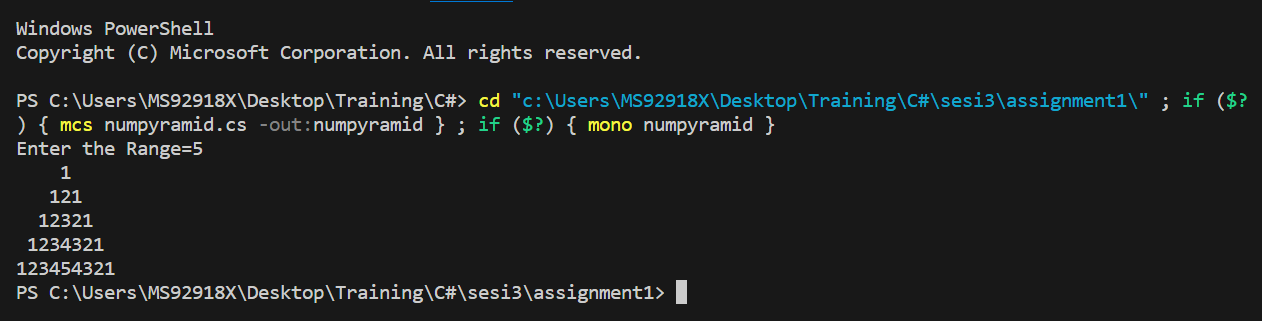 Windows PowerShell
Copyright (C) Microsoft Corporation. All rights reserved.

PS C:\Users\MS92918X\Desktop\Training\C#> cd "c:\Users\MS92918X\Desktop\Training\C#\sesi3\assignment1\" ; if ($?
) { mcs numpyramid.cs -out:numpyramid } ; if ($?) { mono numpyramid }
Enter the Range=5
    1
   121
  12321
 1234321
123454321
PS C:\Users\MS92918X\Desktop\Training\C#\sesi3\assignment1>